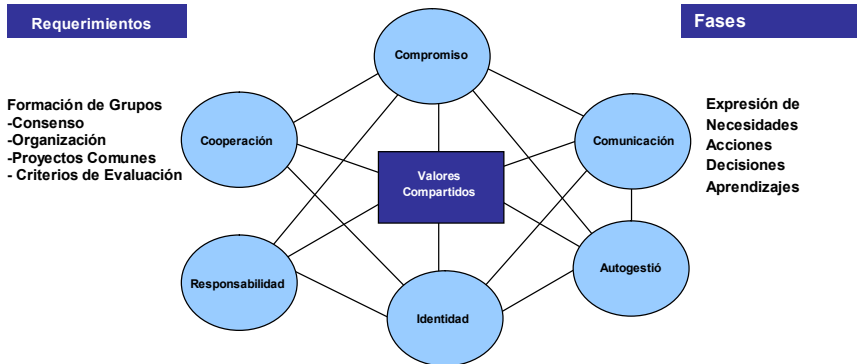 Requerimientos
Fases
Compromiso
Formación de Grupos
-Consenso
-Organización
-Proyectos Comunes
- Criterios de Evaluación
Cooperación
Comunicación
Expresión de
Necesidades
Acciones
Decisiones
Aprendizajes
Valores
Compartidos
Responsabilidad
Autogestió
Identidad